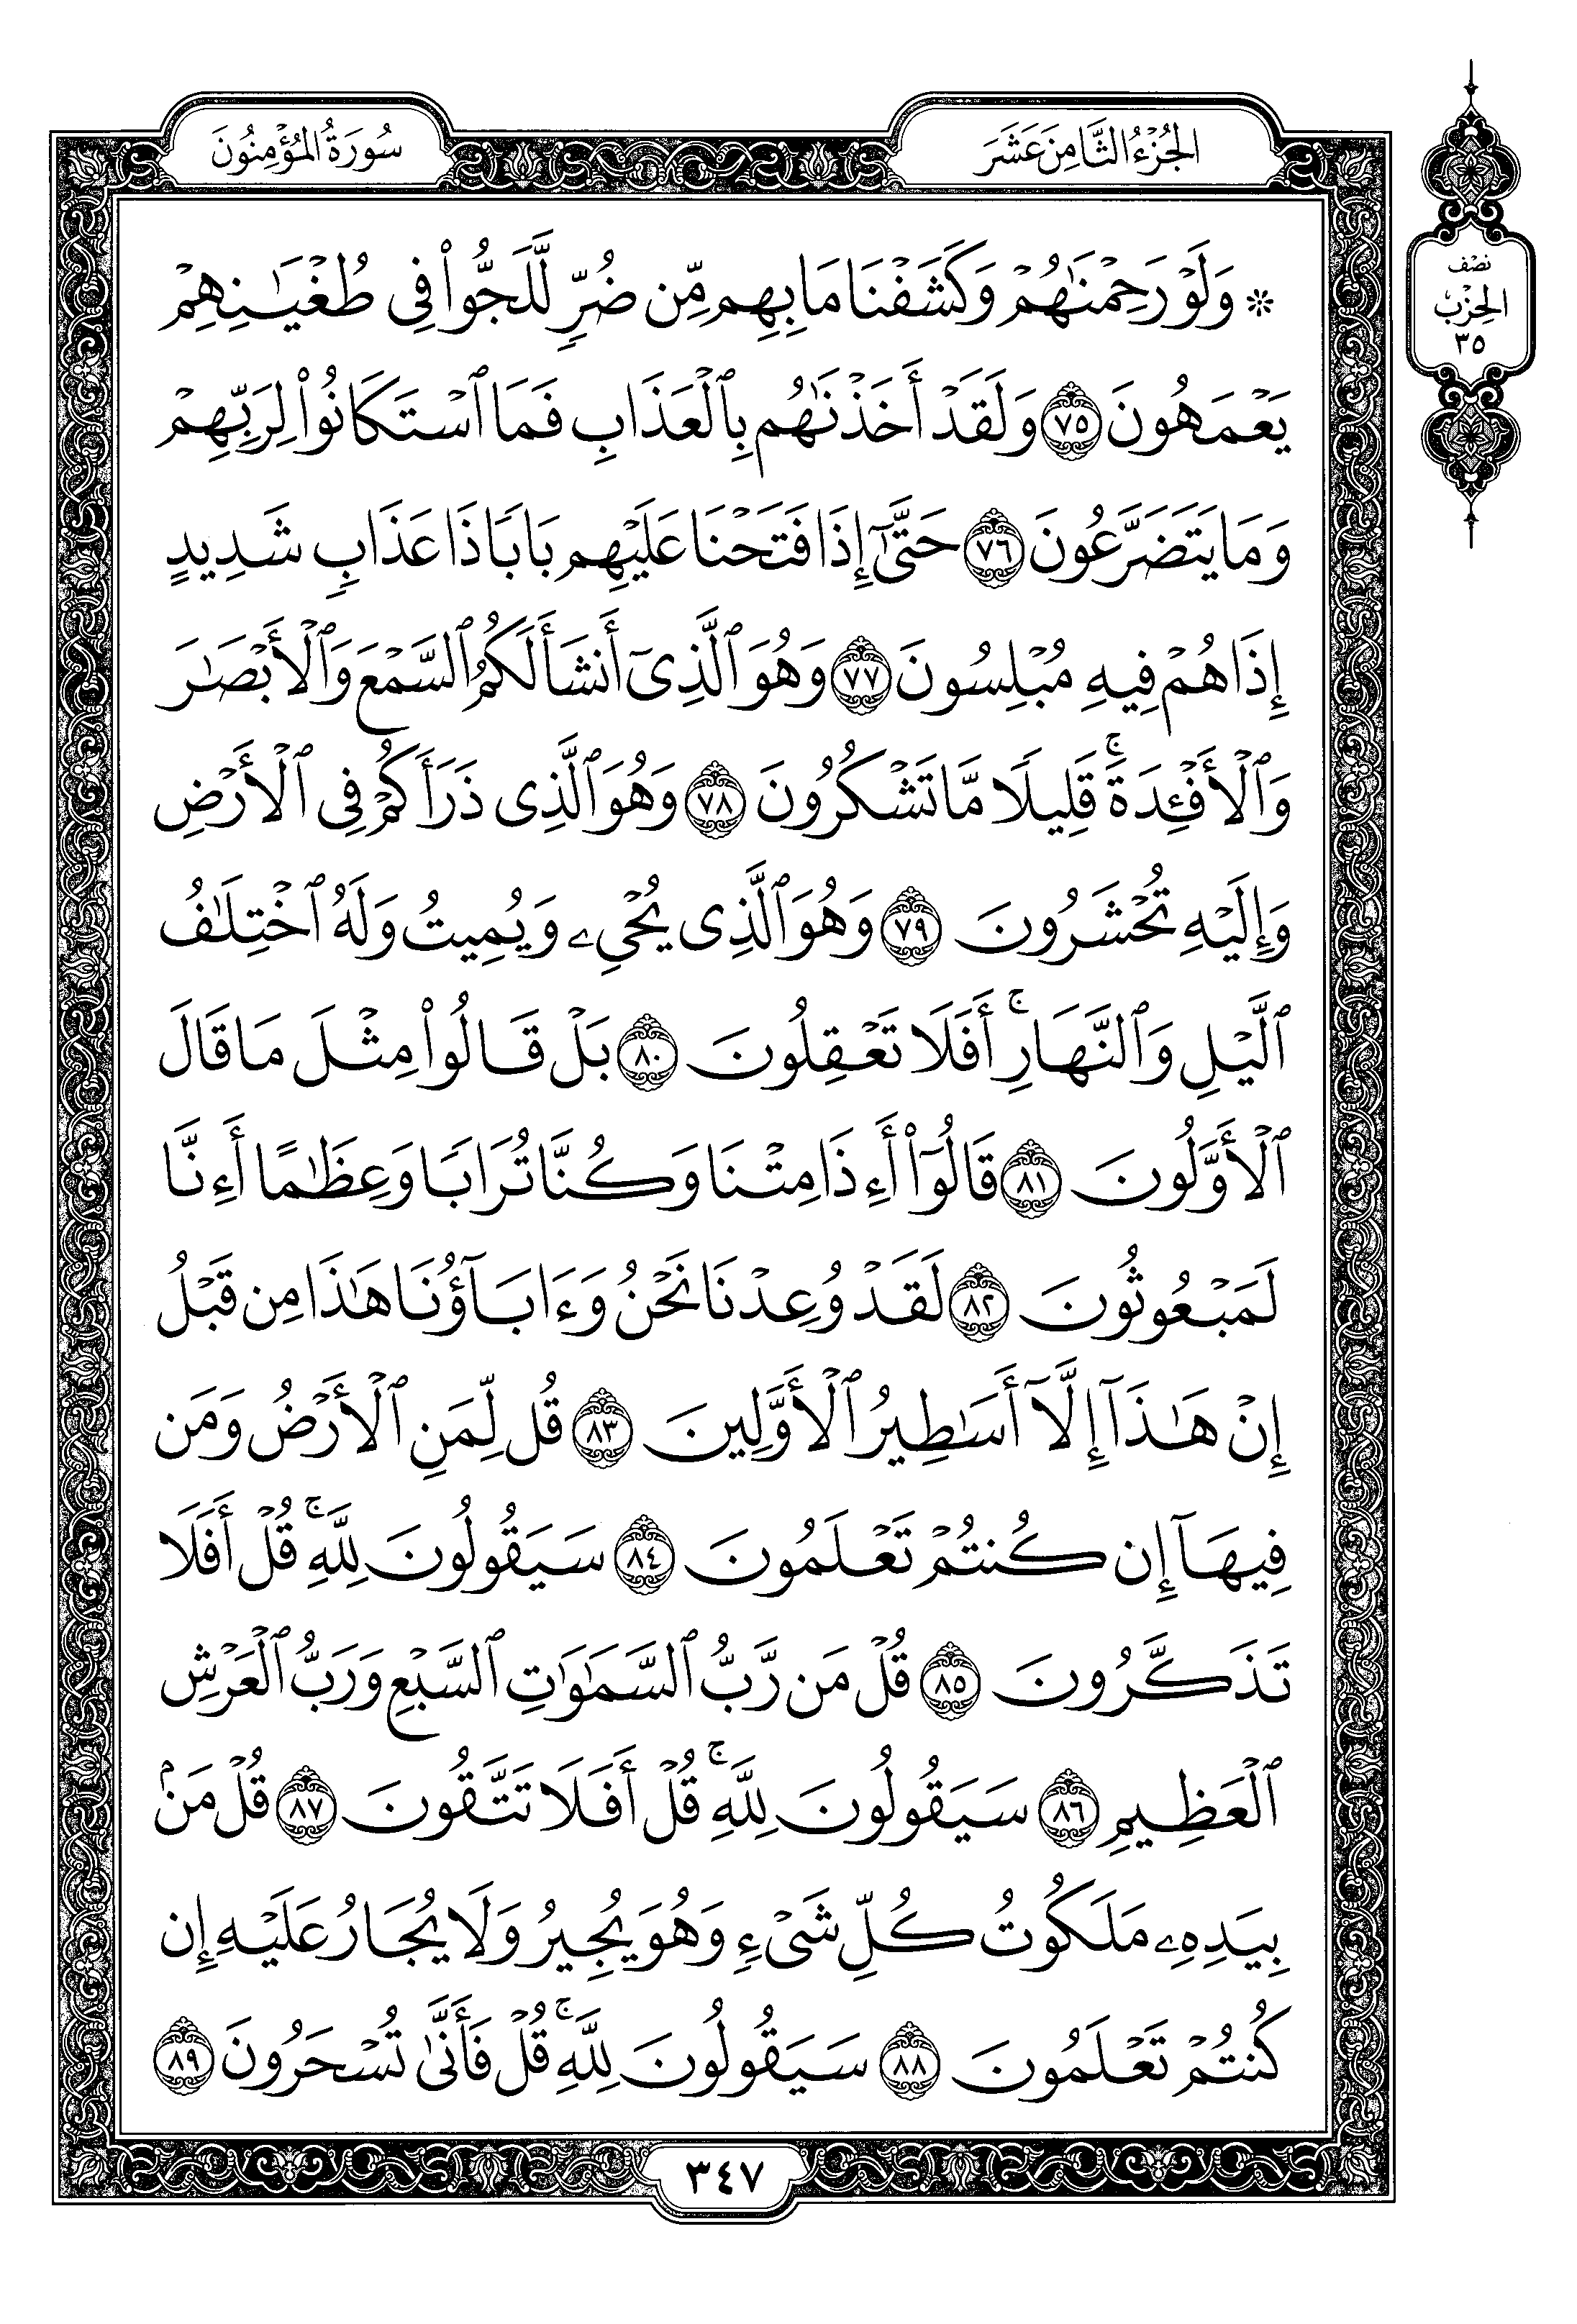 الجُزْءُ الثَّامِنَ عَشَرَ
سُورَةُ المُؤْمِنُونَ
نصْف
الحِزْبْ
٣٥
۞ وَلَوْ رَحِمْنَٰهُمْ وَكَشَفْنَا مَا بِهِم مِّن ضُرٍّ لَّلَجُّوا۟ فِى طُغْيَٰنِهِمْ
يَعْمَهُونَ ٧٥ وَلَقَدْ أَخَذْنَٰهُم بِٱلْعَذَابِ فَمَا ٱسْتَكَانُوا۟ لِرَبِّهِمْ
وَمَا يَتَضَرَّعُونَ ٧٦ حَتَّىٰٓ إِذَا فَتَحْنَا عَلَيْهِم بَابًا ذَا عَذَابٍ شَدِيدٍ
إِذَا هُمْ فِيهِ مُبْلِسُونَ ٧٧ وَهُوَ ٱلَّذِىٓ أَنشَأَ لَكُمُ ٱلسَّمْعَ وَٱلْأَبْصَٰرَ
وَٱلْأَفْـِٔدَةَ ۚ قَلِيلًا مَّا تَشْكُرُونَ ٧٨ وَهُوَ ٱلَّذِى ذَرَأَكُمْ فِى ٱلْأَرْضِ
وَإِلَيْهِ تُحْشَرُونَ ٧٩ وَهُوَ ٱلَّذِى يُحْىِۦ وَيُمِيتُ وَلَهُ ٱخْتِلَٰفُ
ٱلَّيْلِ وَٱلنَّهَارِ ۚ أَفَلَا تَعْقِلُونَ ٨٠ بَلْ قَالُوا۟ مِثْلَ مَا قَالَ
ٱلْأَوَّلُونَ ٨١ قَالُوٓا۟ أَءِذَا مِتْنَا وَكُنَّا تُرَابًا وَعِظَٰمًا أَءِنَّا
لَمَبْعُوثُونَ ٨٢ لَقَدْ وُعِدْنَا نَحْنُ وَءَابَآؤُنَا هَٰذَا مِن قَبْلُ
إِنْ هَٰذَآ إِلَّآ أَسَٰطِيرُ ٱلْأَوَّلِينَ ٨٣ قُل لِّمَنِ ٱلْأَرْضُ وَمَن
فِيهَآ إِن كُنتُمْ تَعْلَمُونَ ٨٤ سَيَقُولُونَ لِلَّهِ ۚ قُلْ أَفَلَا
تَذَكَّرُونَ ٨٥ قُلْ مَن رَّبُّ ٱلسَّمَٰوَٰتِ ٱلسَّبْعِ وَرَبُّ ٱلْعَرْشِ
ٱلْعَظِيمِ ٨٦ سَيَقُولُونَ لِلَّهِ ۚ قُلْ أَفَلَا تَتَّقُونَ ٨٧ قُلْ مَنۢ
بِيَدِهِۦ مَلَكُوتُ كُلِّ شَىْءٍ وَهُوَ يُجِيرُ وَلَا يُجَارُ عَلَيْهِ إِن
كُنتُمْ تَعْلَمُونَ ٨٨ سَيَقُولُونَ لِلَّهِ ۚ قُلْ فَأَنَّىٰ تُسْحَرُونَ ٨٩
٣٤٧